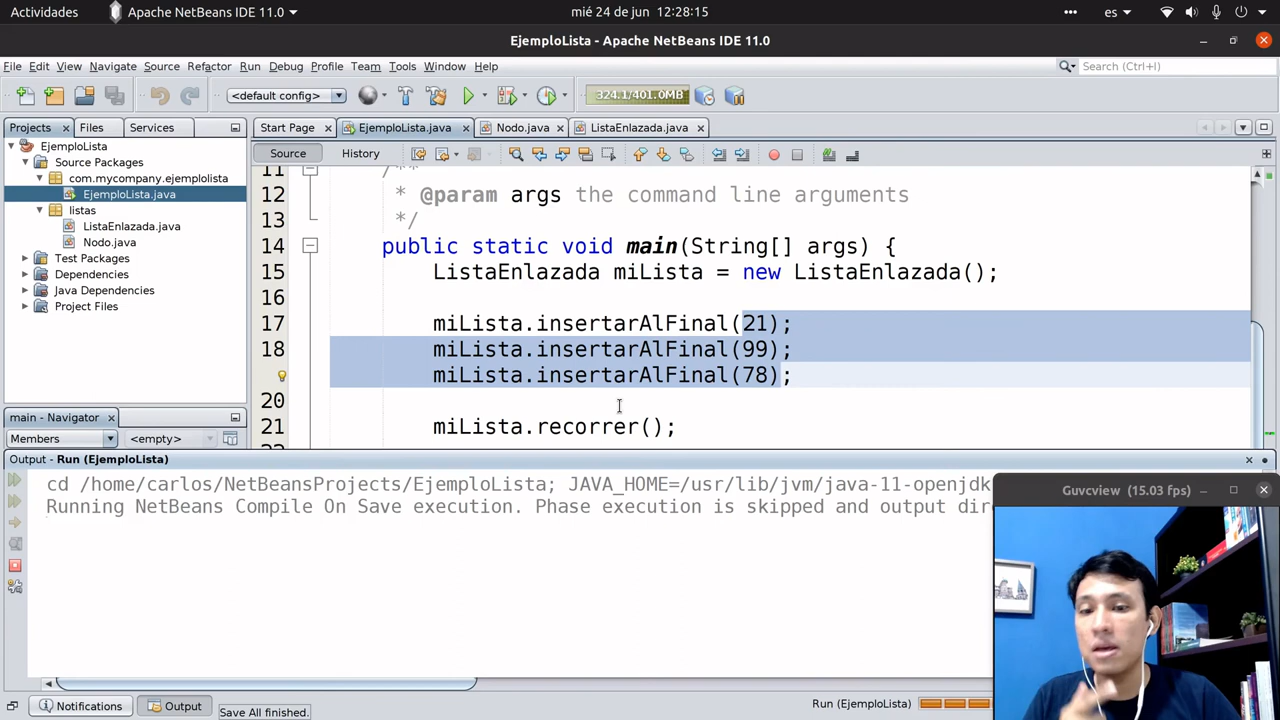 Actividades
Apache NetBeans IDE 11.0
mié 24 de jun 12:28:15
es
EjemploLista - Apache NetBeans IDE 11.0
File Edit View Navigate Source Refactor Run Debug Profile Team Tools Window Help
Search (Ctrl+I)
<default config>
324.1/401.0MB
Projects
Files
Services
Start Page
EjemploLista.java
Nodo.java
ListaEnlazada.java
EjemploLista
Source Packages
com.mycompany.ejemplolista
EjemploLista.java
listas
ListaEnlazada.java
Nodo.java
Test Packages
Dependencies
Java Dependencies
Project Files
main - Navigator
Members
<empty>
Source
History
11 /**
12 * @param args the command line arguments
13 */
14 public static void main(String[] args) {
15 ListaEnlazada miLista = new ListaEnlazada();
16
17 miLista.insertarAlFinal(21);
18 miLista.insertarAlFinal(99);
miLista.insertarAlFinal(78);
20
21 miLista.recorrer();
Output - Run (EjemploLista)
cd /home/carlos/NetBeansProjects/EjemploLista; JAVA_HOME=/usr/lib/jvm/java-11-openjdk
Running NetBeans Compile On Save execution. Phase execution is skipped and output dir
Guvcview (15.03 fps)
Notifications
Output
Save All finished.
Run (EjemploLista)